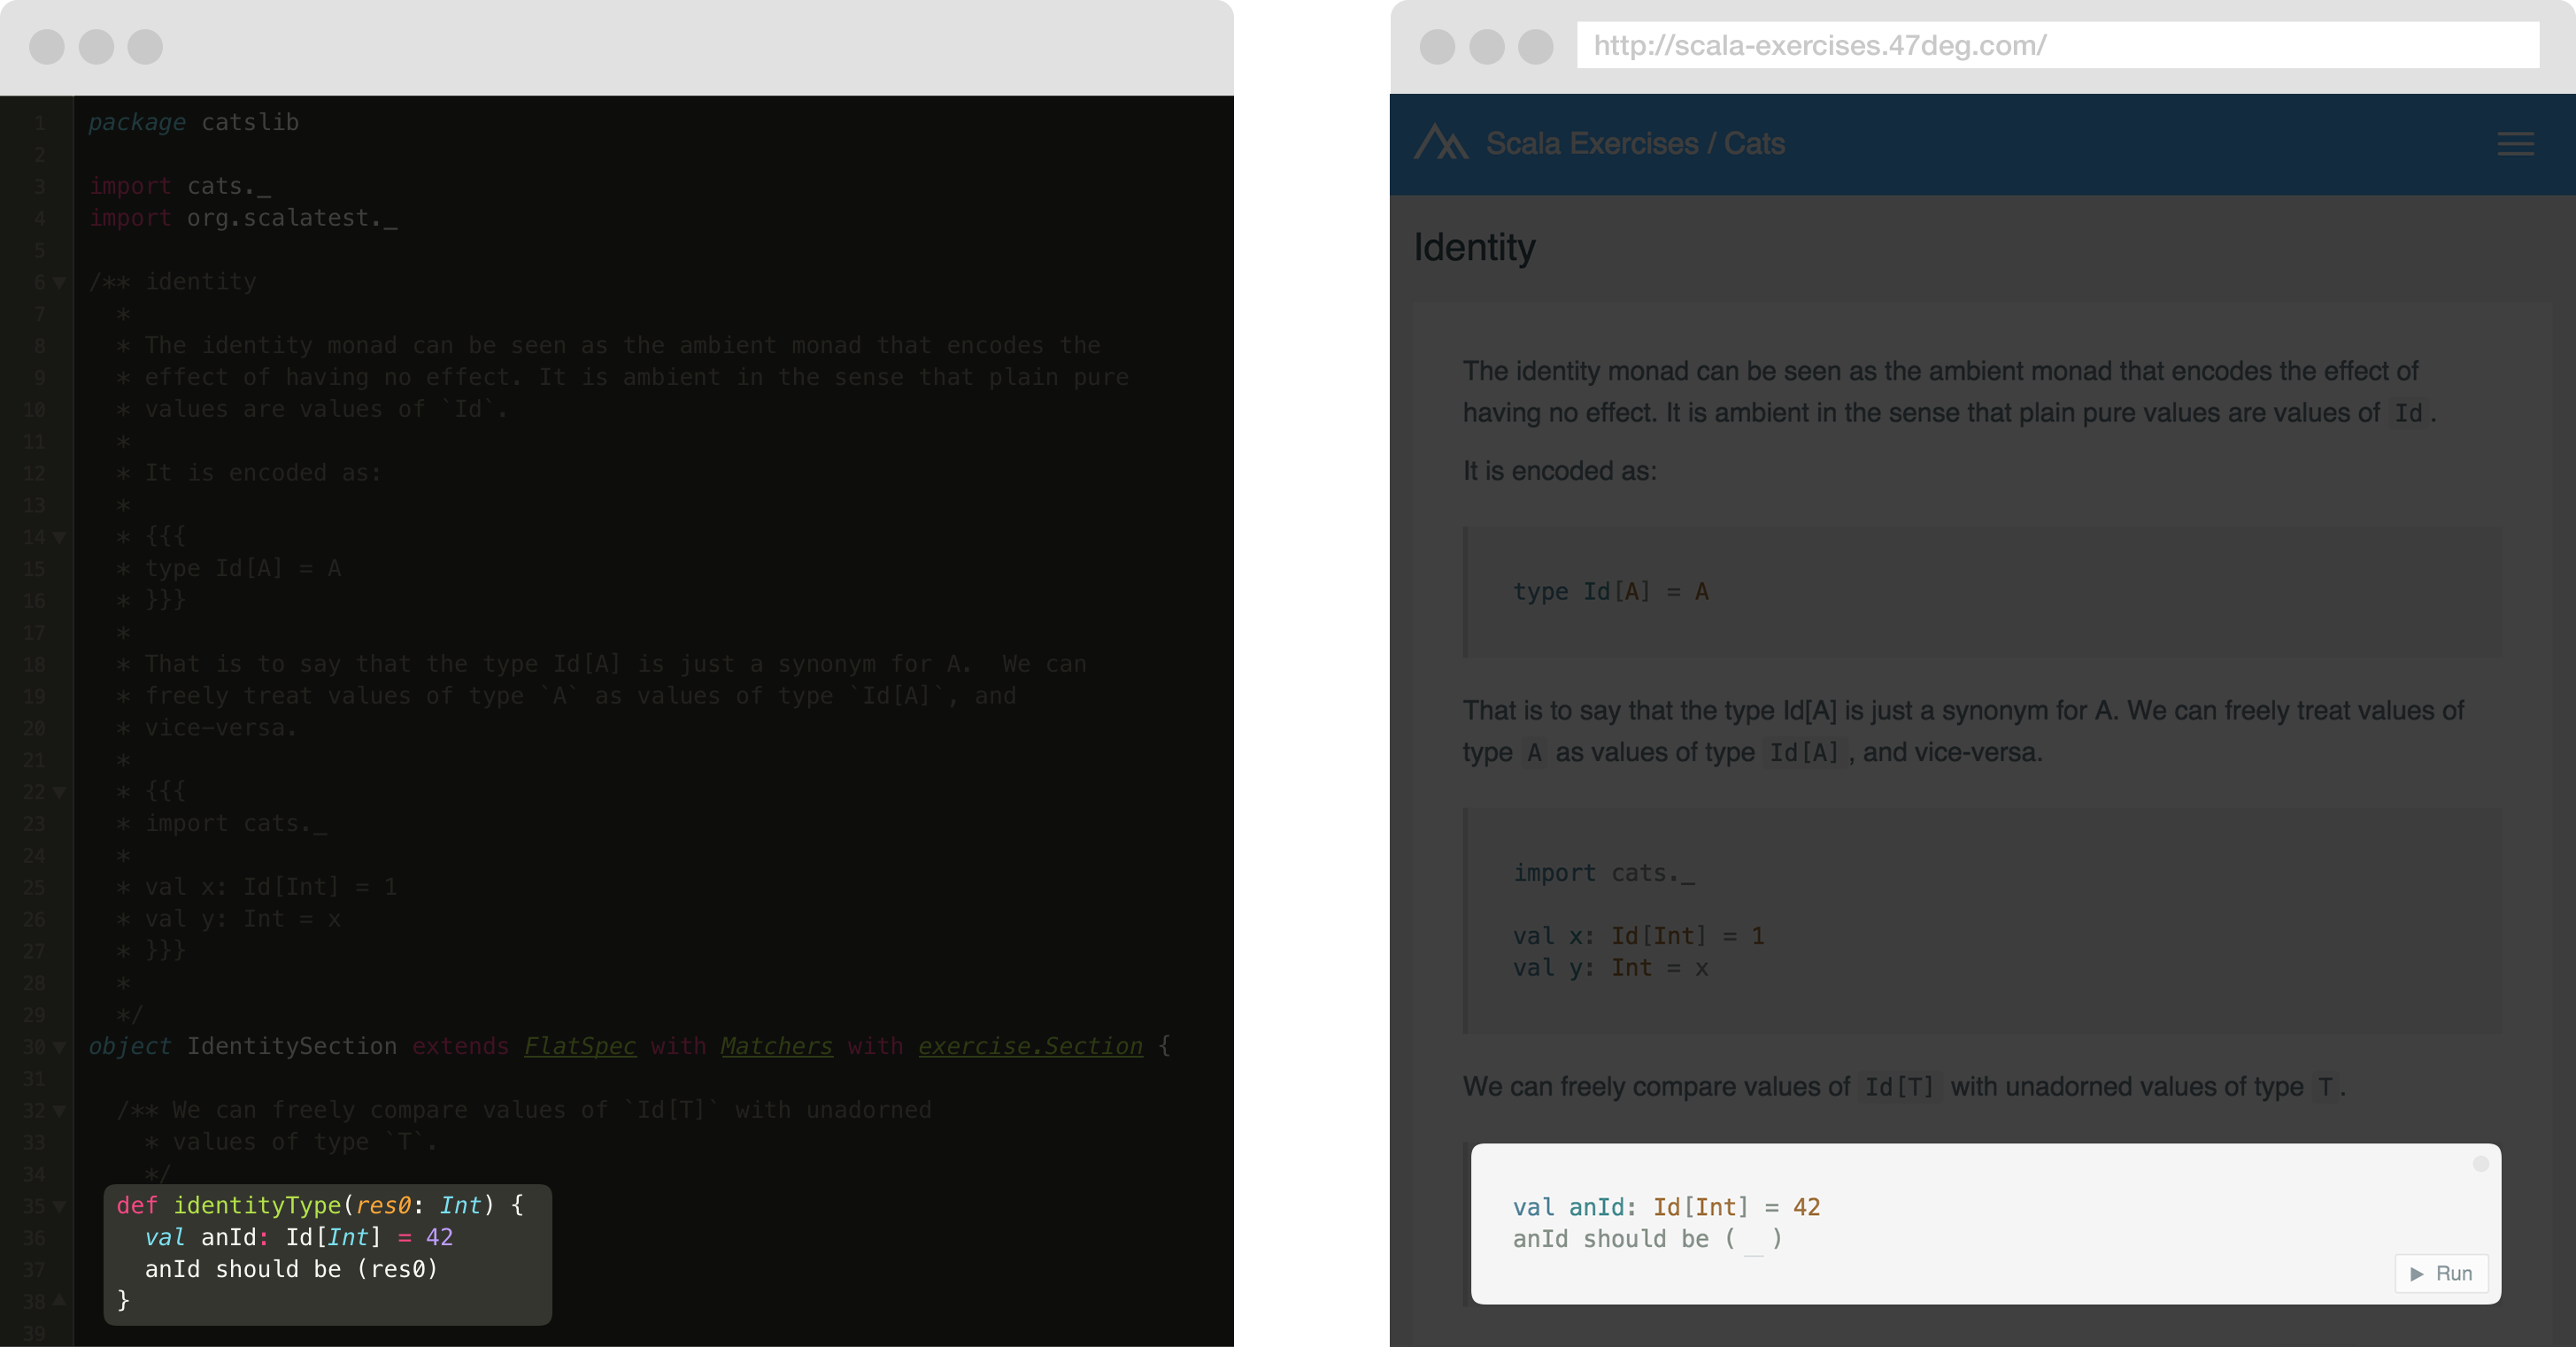 1 package catslib
2
3 import cats._
4 import org.scalatest._
5
6 /** identity
7 *
8 * The identity monad can be seen as the ambient monad that encodes the
9 * effect of having no effect. It is ambient in the sense that plain pure
10 * values are values of `Id`.
11 *
12 * It is encoded as:
13 *
14 * {{{
15 * type Id[A] = A
16 * }}}
17 *
18 * That is to say that the type Id[A] is just a synonym for A.  We can
19 * freely treat values of type `A` as values of type `Id[A]`, and
20 * vice-versa.
21 *
22 * {{{
23 * import cats._
24 *
25 * val x: Id[Int] = 1
26 * val y: Int = x
27 * }}}
28 *
29 */
30 object IdentitySection extends FlatSpec with Matchers with exercise.Section {
31
32 /** We can freely compare values of `Id[T]` with unadorned
33 * values of type `T`.
34 */
35 def identityType(res0: Int) {
36 val anId: Id[Int] = 42
37 anId should be (res0)
38 }
39
http://scala-exercises.47deg.com/
Scala Exercises / Cats
Identity
The identity monad can be seen as the ambient monad that encodes the effect of
having no effect. It is ambient in the sense that plain pure values are values of Id.
It is encoded as:
type Id[A] = A
That is to say that the type Id[A] is just a synonym for A. We can freely treat values of
type A as values of type Id[A], and vice-versa.
import cats._
val x: Id[Int] = 1
val y: Int = x
We can freely compare values of Id[T] with unadorned values of type T.
val anId: Id[Int] = 42
anId should be ( __ )
Run